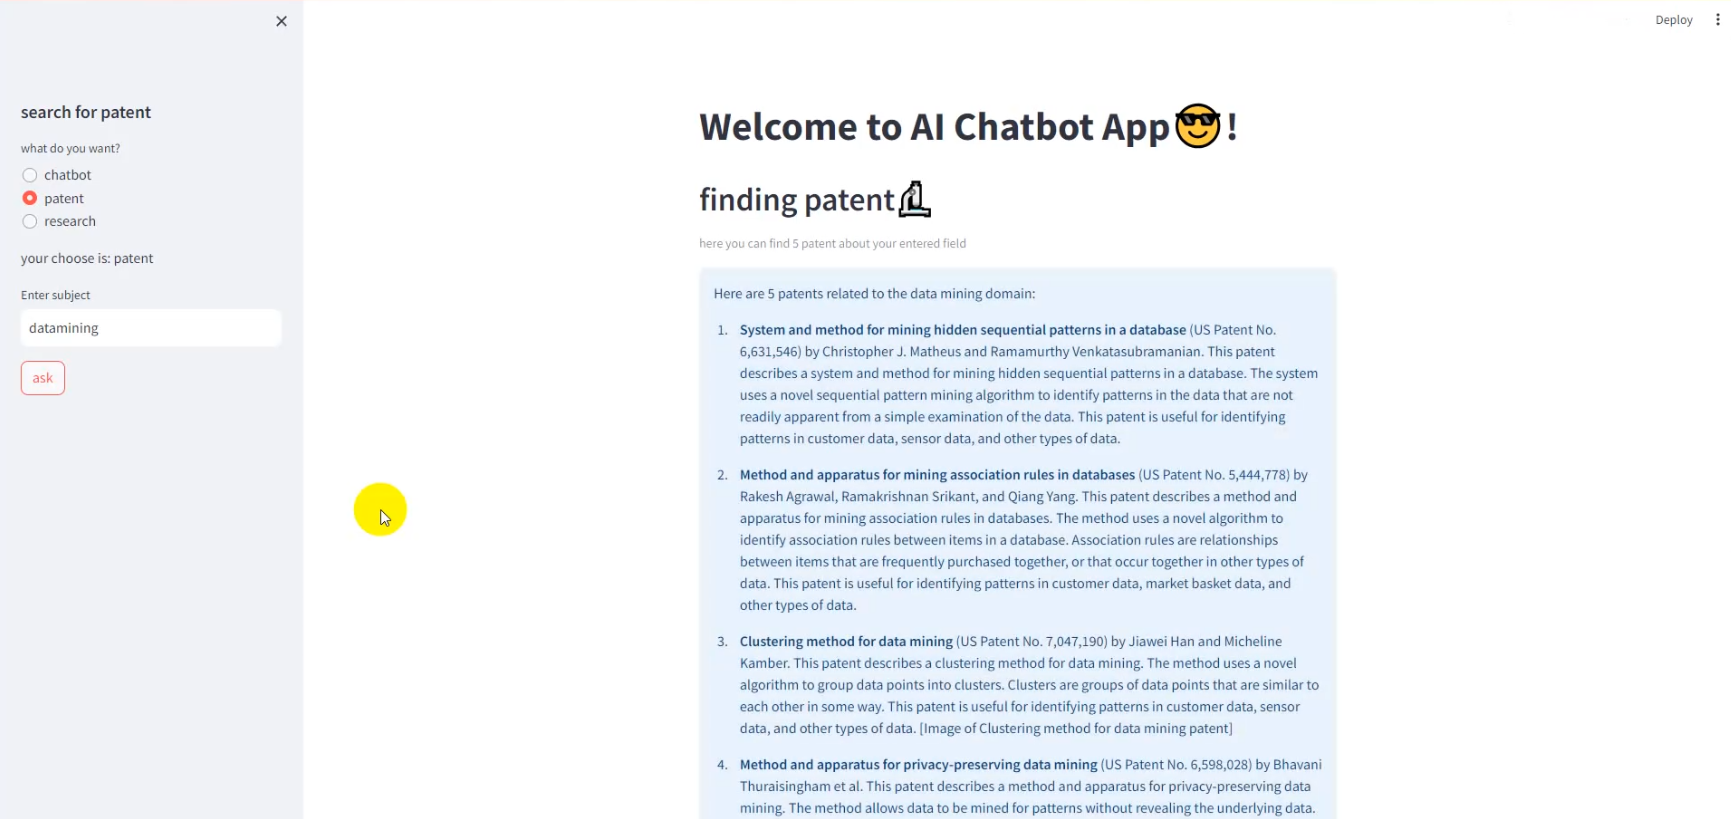 Deploy
search for patent
what do you want?
chatbot
patent
research
your choose is: patent
Enter subject
datamining
ask
Welcome to AI Chatbot App😎!
finding patent
here you can find 5 patent about your entered field
Here are 5 patents related to the data mining domain:
1. System and method for mining hidden sequential patterns in a database (US Patent No.
6,631,546) by Christopher J. Matheus and Ramamurthy Venkatasubramanian. This patent
describes a system and method for mining hidden sequential patterns in a database. The system
uses a novel sequential pattern mining algorithm to identify patterns in the data that are not
readily apparent from a simple examination of the data. This patent is useful for identifying
patterns in customer data, sensor data, and other types of data.
2. Method and apparatus for mining association rules in databases (US Patent No. 5,444,778) by
Rakesh Agrawal, Ramakrishnan Srikant, and Qiang Yang. This patent describes a method and
apparatus for mining association rules in databases. The method uses a novel algorithm to
identify association rules between items in a database. Association rules are relationships
between items that are frequently purchased together, or that occur together in other types of
data. This patent is useful for identifying patterns in customer data, market basket data, and
other types of data.
3. Clustering method for data mining (US Patent No. 7,047,190) by Jiawei Han and Micheline
Kamber. This patent describes a clustering method for data mining. The method uses a novel
algorithm to group data points into clusters. Clusters are groups of data points that are similar to
each other in some way. This patent is useful for identifying patterns in customer data, sensor
data, and other types of data. [Image of Clustering method for data mining patent]
4. Method and apparatus for privacy-preserving data mining (US Patent No. 6,598,028) by Bhavani
Thuraisingham et al. This patent describes a method and apparatus for privacy-preserving data
mining. The method allows data to be mined for patterns without revealing the underlying data.